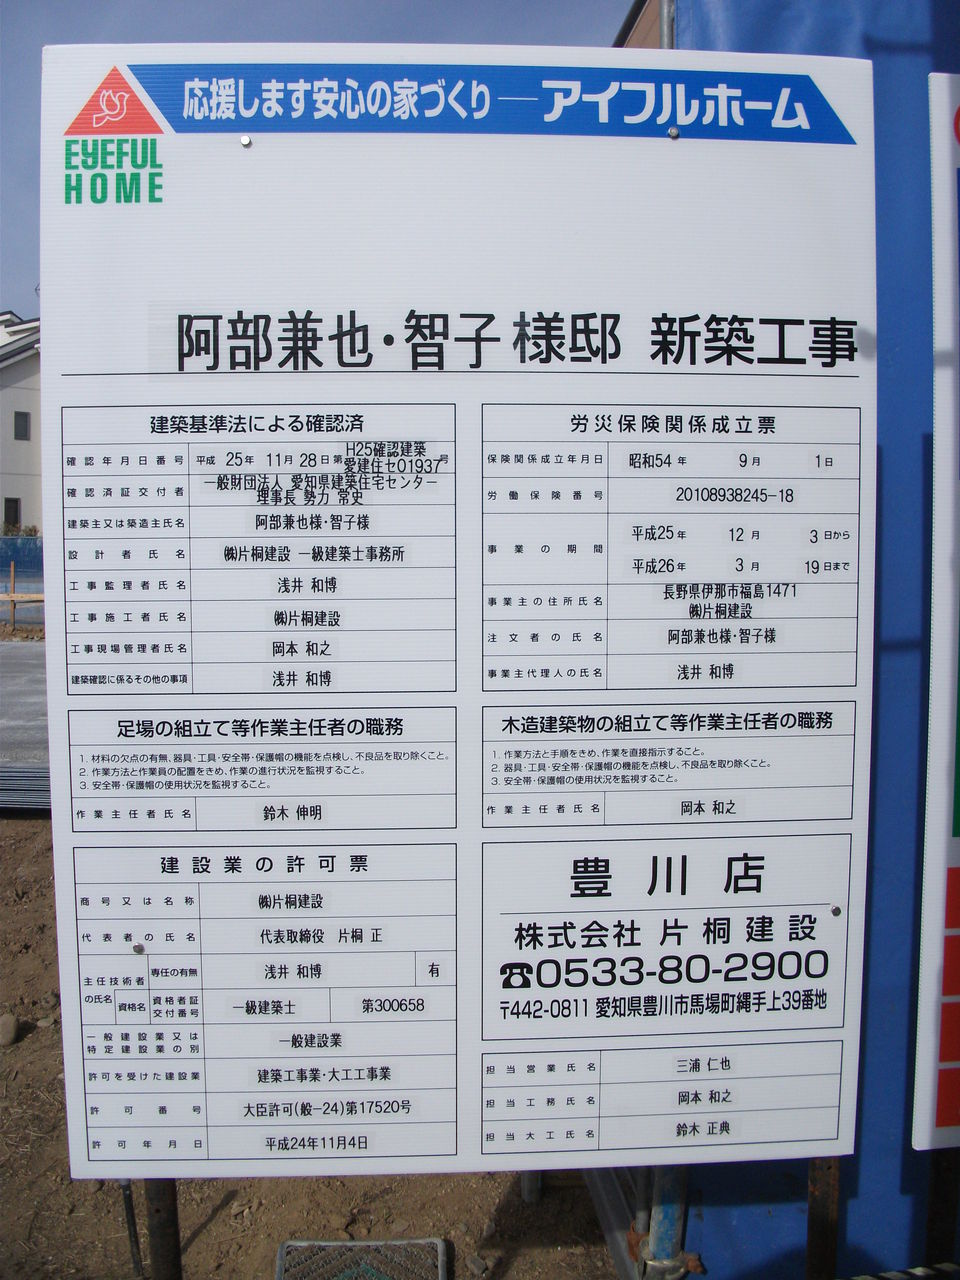 応援します安心の家づくり―アイフルホーム
EYEFUL
HOME
阿部兼也・智子様邸 新築工事
建築基準法による確認済
確認年月日番号 平成 25年 11月 28日第 H25確認建築 愛建住セ01937 号
確認済証交付者 一般財団法人 愛知県建築住宅センター 理事長 勢力 常史
建築主又は築造主氏名 阿部兼也様・智子様
設計者氏名 ㈱片桐建設 一級建築士事務所
工事監理者氏名 浅井 和博
工事施工者氏名 ㈱片桐建設
工事現場管理者氏名 岡本 和之
建築確認に係るその他の事項 浅井 和博
労災保険関係成立票
保険関係成立年月日 昭和54年 9月 1日
労働保険番号 20108938245-18
事業の期間 平成25年 12月 3日から
平成26年 3月 19日まで
事業主の住所氏名 長野県伊那市福島1471
㈱片桐建設
注文者の氏名 阿部兼也様・智子様
事業主代理人の氏名 浅井 和博
足場の組立て等作業主任者の職務
1. 材料の欠点の有無、器具・工具・安全帯・保護帽の機能を点検し、不良品を取り除くこと。
2. 作業方法と作業員の配置をきめ、作業の進行状況を監視すること。
3. 安全帯・保護帽の使用状況を監視すること。
作業主任者氏名 鈴木 伸明
木造建築物の組立て等作業主任者の職務
1. 作業方法と手順をきめ、作業を直接指示すること。
2. 器具・工具・安全帯・保護帽の機能を点検し、不良品を取り除くこと。
3. 安全帯・保護帽の使用状況を監視すること。
作業主任者氏名 岡本 和之
建設業の許可票
商号又は名称 ㈱片桐建設
代表者の氏名 代表取締役 片桐 正
主任技術者の氏名 専任の有無 浅井 和博 有
資格名 資格者証交付番号 一級建築士 第300658
一般建設業又は特定建設業の別 一般建設業
許可を受けた建設業 建築工事業・大工工事業
許可番号 大臣許可(般-24)第17520号
許可年月日 平成24年11月4日
豊川店
株式会社 片桐建設
☎0533-80-2900
〒442-0811 愛知県豊川市馬場町縄手上39番地
担当営業氏名 三浦 仁也
担当工務氏名 岡本 和之
担当大工氏名 鈴木 正典